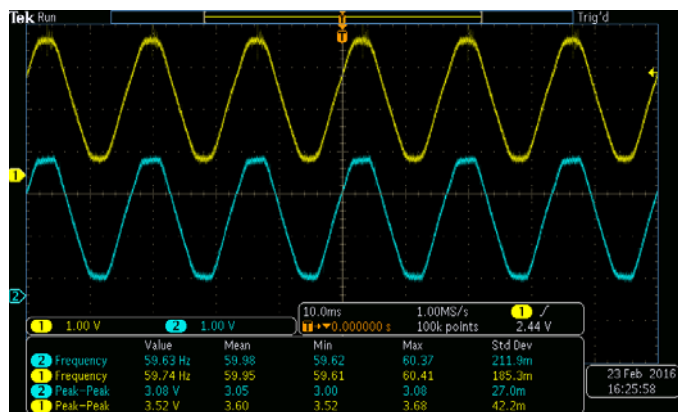 Tek Run Trig'd
T
T
1
2
1 1.00 V 2 1.00 V
10.0ms 1.00MS/s 1
T→▼0.000000 s 100k points 2.44 V
Value Mean Min Max Std Dev
2 Frequency 59.63 Hz 59.98 59.62 60.37 211.9m
1 Frequency 59.74 Hz 59.95 59.61 60.41 185.3m
2 Peak-Peak 3.08 V 3.05 3.00 3.08 27.0m
1 Peak-Peak 3.52 V 3.60 3.52 3.68 42.2m
23 Feb 2016
16:25:58